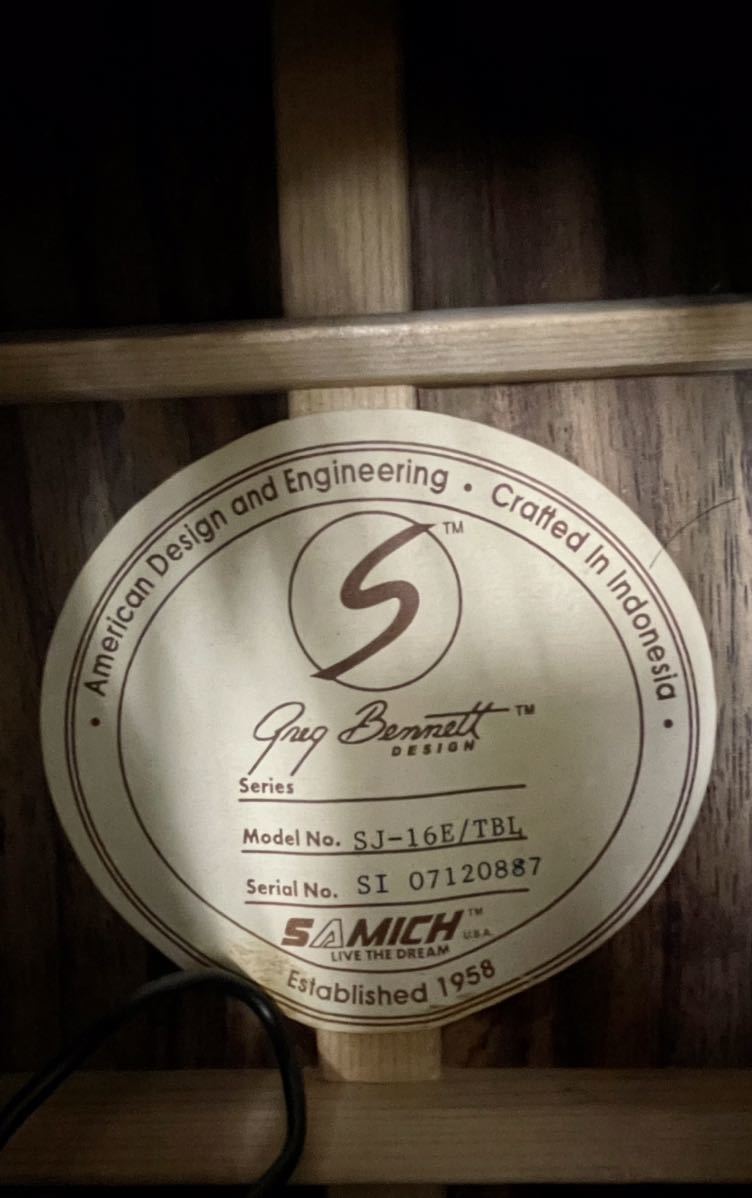 • American Design and Engineering • Crafted In Indonesia •
S™
Greg Bennett™
DESIGN
Series
Model No. SJ-16E/TBL
Serial No. SI 07120887
SAMICH™
U.S.A.
LIVE THE DREAM
Established 1958